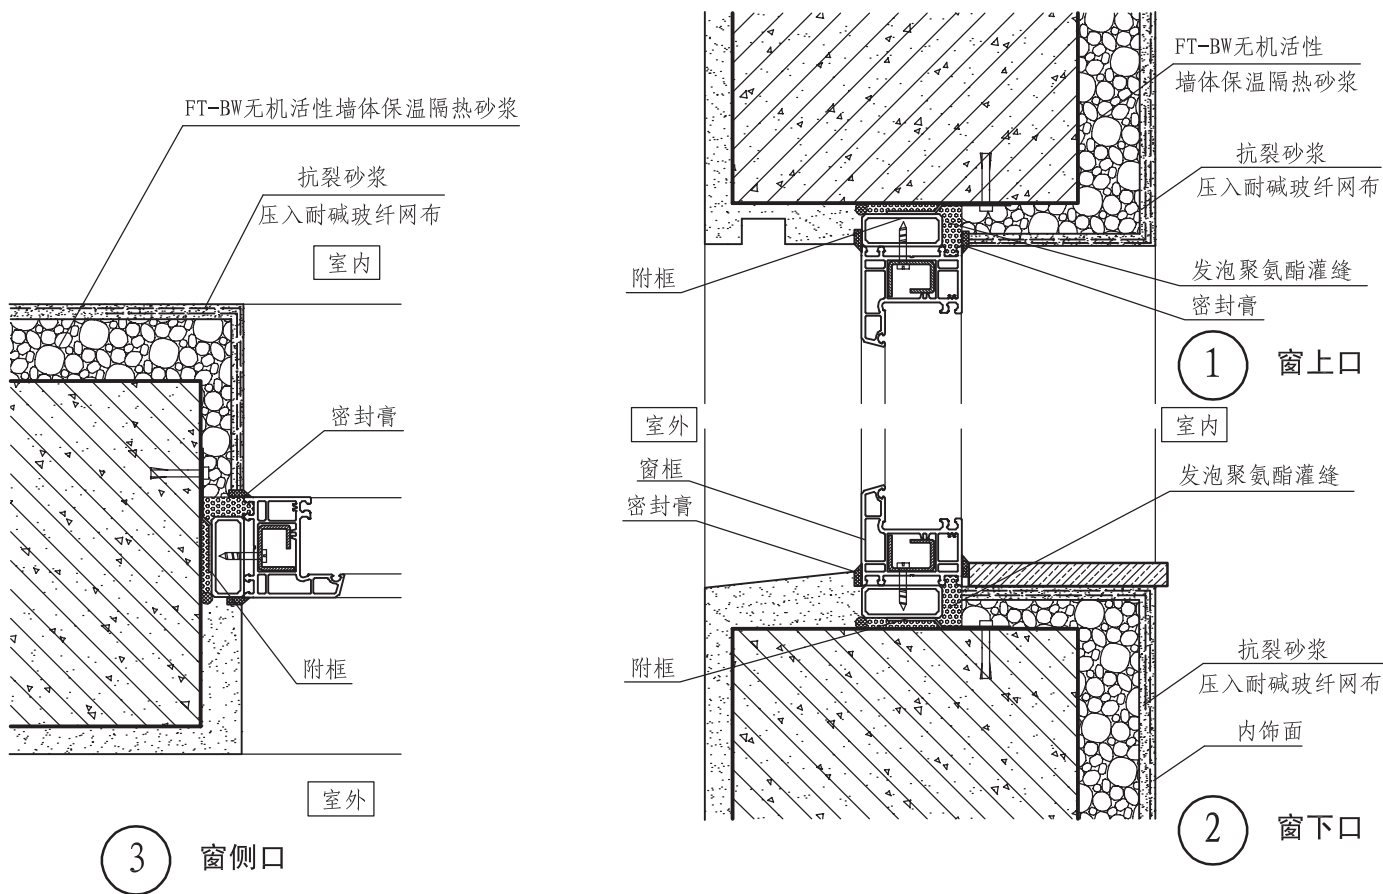 FT-BW无机活性墙体保温隔热砂浆
抗裂砂浆
压入耐碱玻纤网布
室内
密封膏
附框
室外
3 窗侧口
FT-BW无机活性
墙体保温隔热砂浆
抗裂砂浆
压入耐碱玻纤网布
附框
发泡聚氨酯灌缝
密封膏
1 窗上口
室外
室内
窗框
发泡聚氨酯灌缝
密封膏
附框
抗裂砂浆
压入耐碱玻纤网布
内饰面
2 窗下口